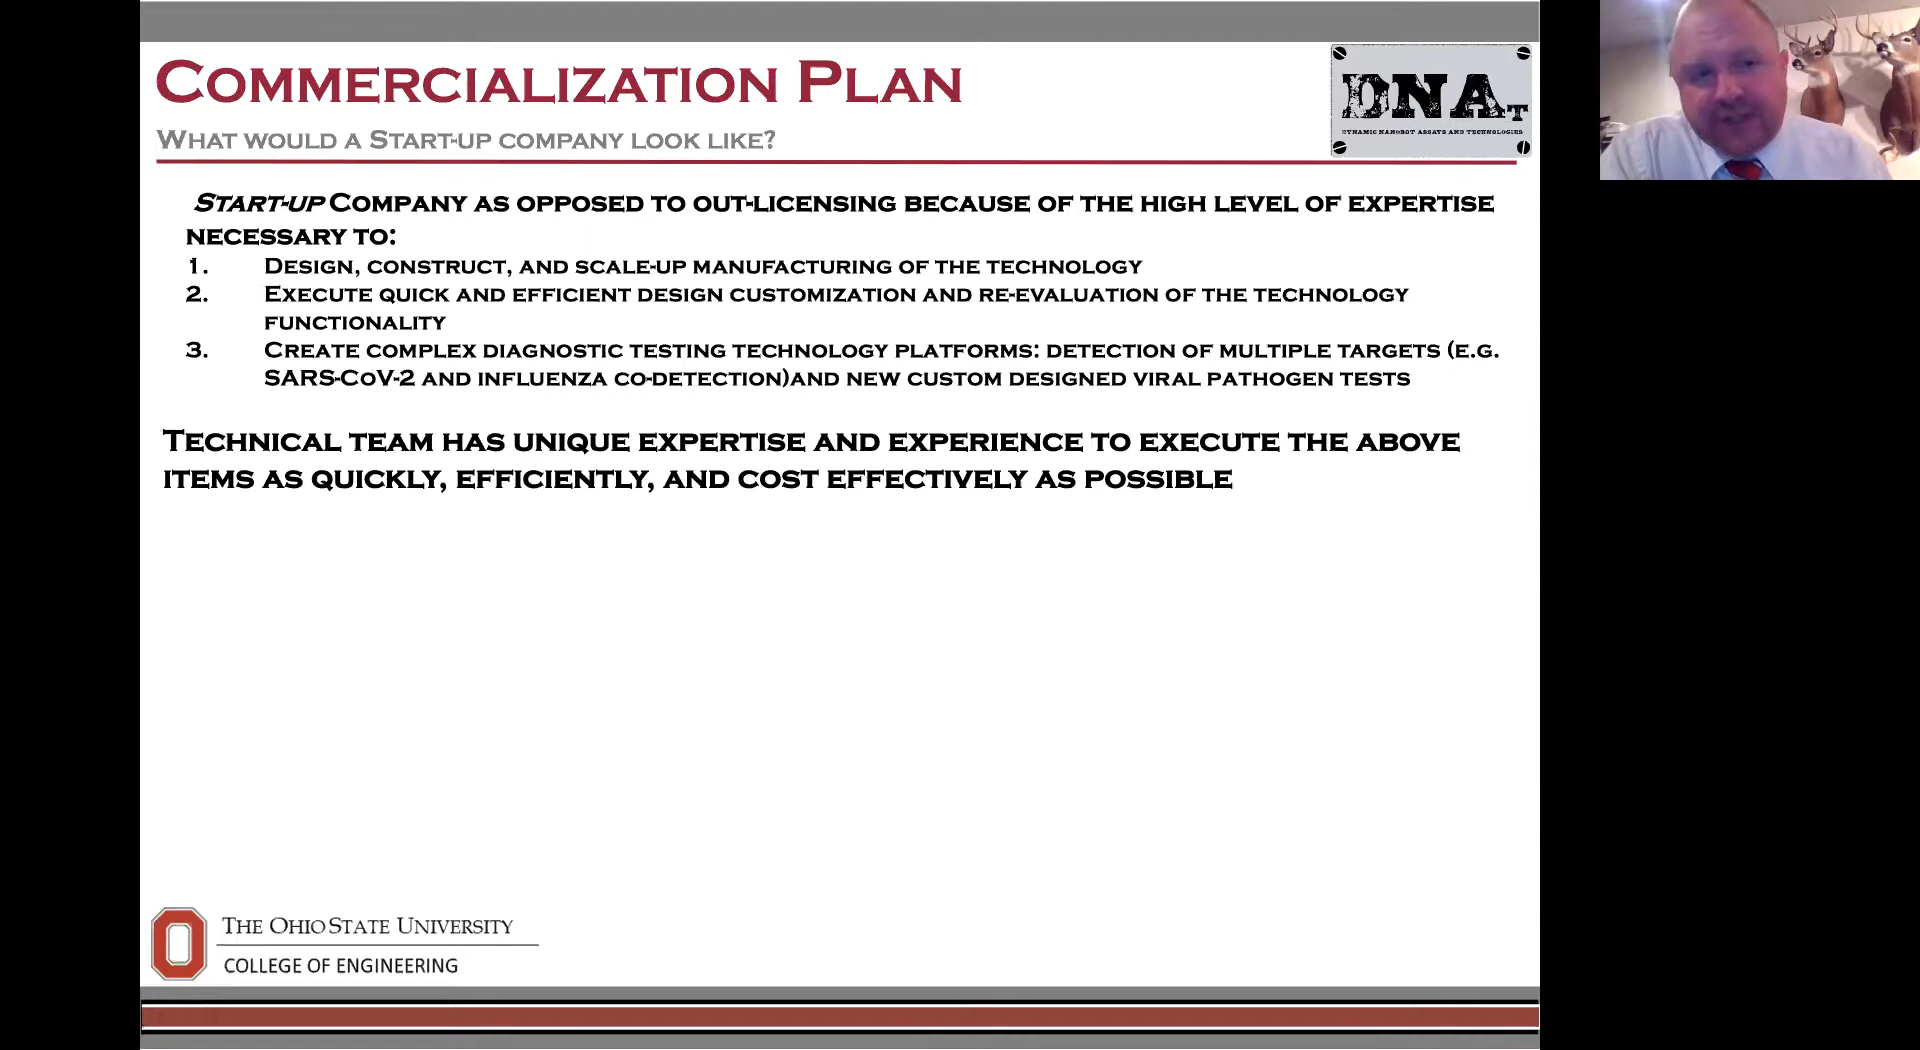 COMMERCIALIZATION PLAN
WHAT WOULD A START-UP COMPANY LOOK LIKE?
DNAT
DYNAMIC NANOBOT ASSAYS AND TECHNOLOGIES
START-UP COMPANY AS OPPOSED TO OUT-LICENSING BECAUSE OF THE HIGH LEVEL OF EXPERTISE
NECESSARY TO:
1. DESIGN, CONSTRUCT, AND SCALE-UP MANUFACTURING OF THE TECHNOLOGY
2. EXECUTE QUICK AND EFFICIENT DESIGN CUSTOMIZATION AND RE-EVALUATION OF THE TECHNOLOGY
FUNCTIONALITY
3. CREATE COMPLEX DIAGNOSTIC TESTING TECHNOLOGY PLATFORMS: DETECTION OF MULTIPLE TARGETS (E.G.
SARS-COV-2 AND INFLUENZA CO-DETECTION)AND NEW CUSTOM DESIGNED VIRAL PATHOGEN TESTS
TECHNICAL TEAM HAS UNIQUE EXPERTISE AND EXPERIENCE TO EXECUTE THE ABOVE
ITEMS AS QUICKLY, EFFICIENTLY, AND COST EFFECTIVELY AS POSSIBLE
THE OHIO STATE UNIVERSITY
COLLEGE OF ENGINEERING